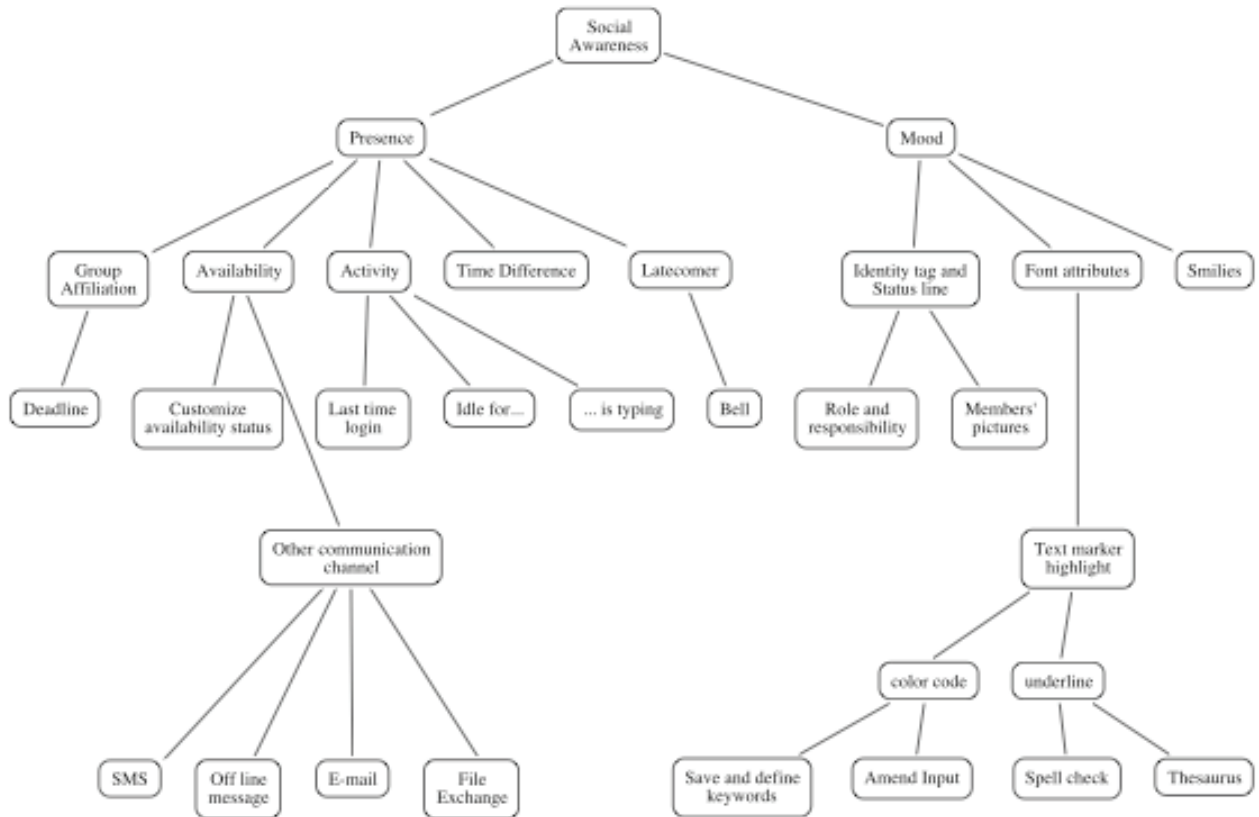 Social
Awareness
Presence
Mood
Group
Affiliation
Availability
Activity
Time Difference
Latecomer
Identity tag and
Status line
Font attributes
Smilies
Deadline
Customize
availability status
Last time
login
Idle for...
... is typing
Bell
Role and
responsibility
Members'
pictures
Other communication
channel
Text marker
highlight
color code
underline
SMS
Off line
message
E-mail
File
Exchange
Save and define
keywords
Amend Input
Spell check
Thesaurus